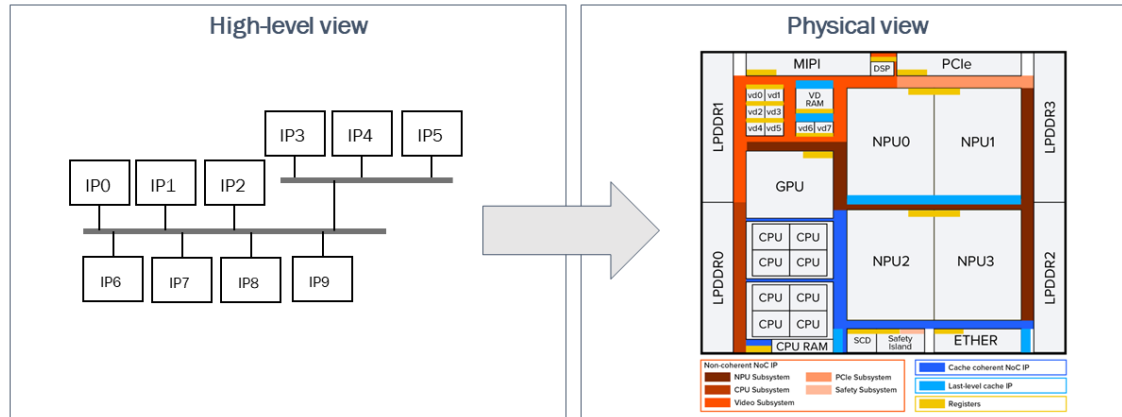 High-level view
IP3 IP4 IP5
IP0 IP1 IP2
IP6 IP7 IP8 IP9
Physical view
MIPI DSP PCIe
LPDDR1
vd0 vd1
vd2 vd3
vd4 vd5
VD
RAM
vd6 vd7
NPU0 NPU1
LPDDR3
GPU
LPDDR0
CPU CPU
CPU CPU
CPU CPU
CPU CPU
CPU RAM
NPU2 NPU3
LPDDR2
SCD
Safety
Island
ETHER
Non-coherent NoC IP
NPU Subsystem
CPU Subsystem
Video Subsystem
PCIe Subsystem
Safety Subsystem
Cache coherent NoC IP
Last-level cache IP
Registers